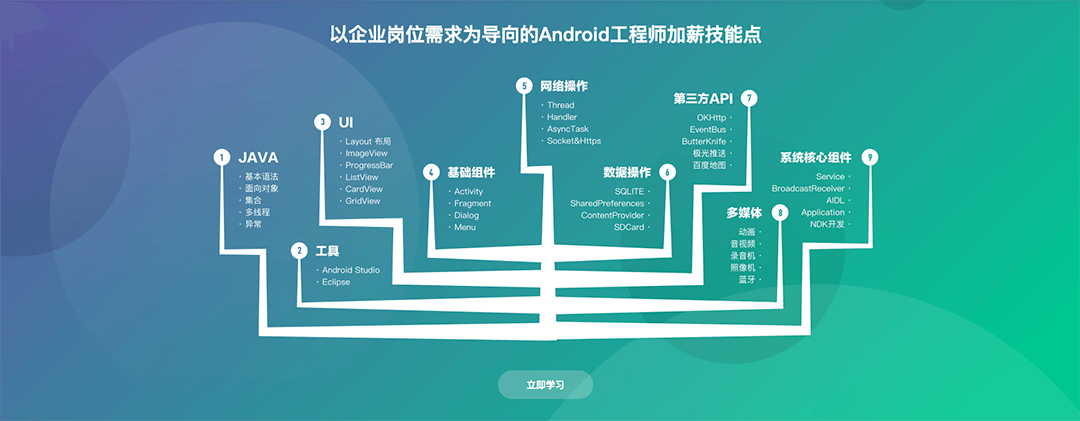 以企业岗位需求为导向的Android工程师加薪技能点
1
JAVA
· 基本语法
· 面向对象
· 集合
· 多线程
· 异常
2
工具
· Android Studio
· Eclipse
3
UI
· Layout 布局
· ImageView
· ProgressBar
· ListView
· CardView
· GridView
4
基础组件
· Activity
· Fragment
· Dialog
· Menu
5
网络操作
· Thread
· Handler
· AsyncTask
· Socket&Https
数据操作
6
SQLITE ·
SharedPreferences ·
ContentProvider ·
SDCard ·
第三方API
7
OKHttp ·
EventBus ·
ButterKnife ·
极光推送 ·
百度地图 ·
多媒体
8
动画 ·
音视频 ·
录音机 ·
照像机 ·
蓝牙 ·
系统核心组件
9
Service ·
BroadcastReceiver ·
AIDL ·
Application ·
NDK开发 ·
立即学习